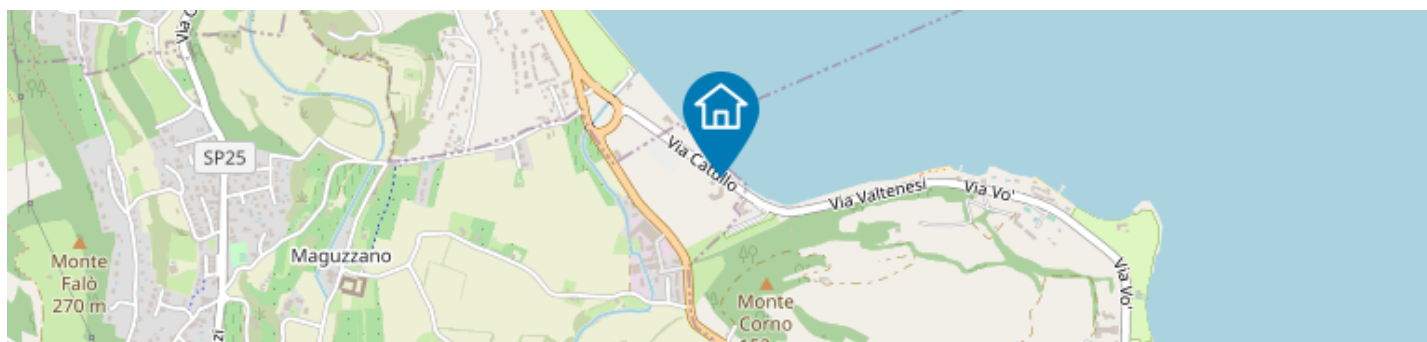 SP25
Via Catullo
Via Valtenesi
Via Vo'
Maguzzano
Monte
Falò
270 m
Via Vo'
Monte
Corno